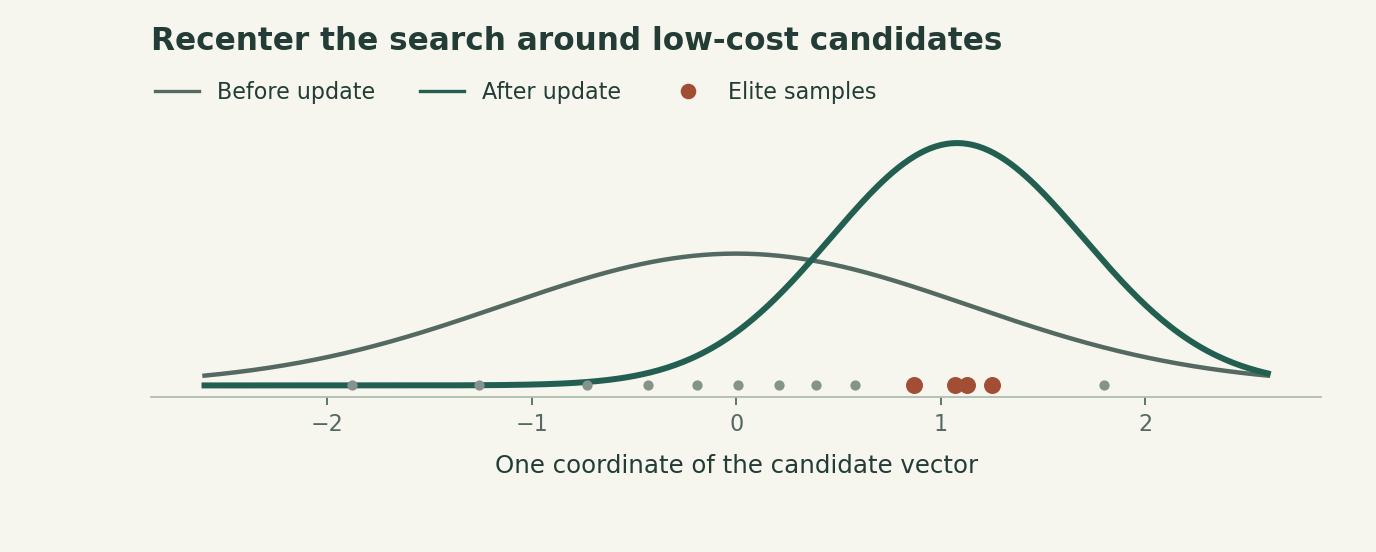 Recenter the search around low-cost candidates
Before update After update Elite samples
−2 −1 0 1 2
One coordinate of the candidate vector